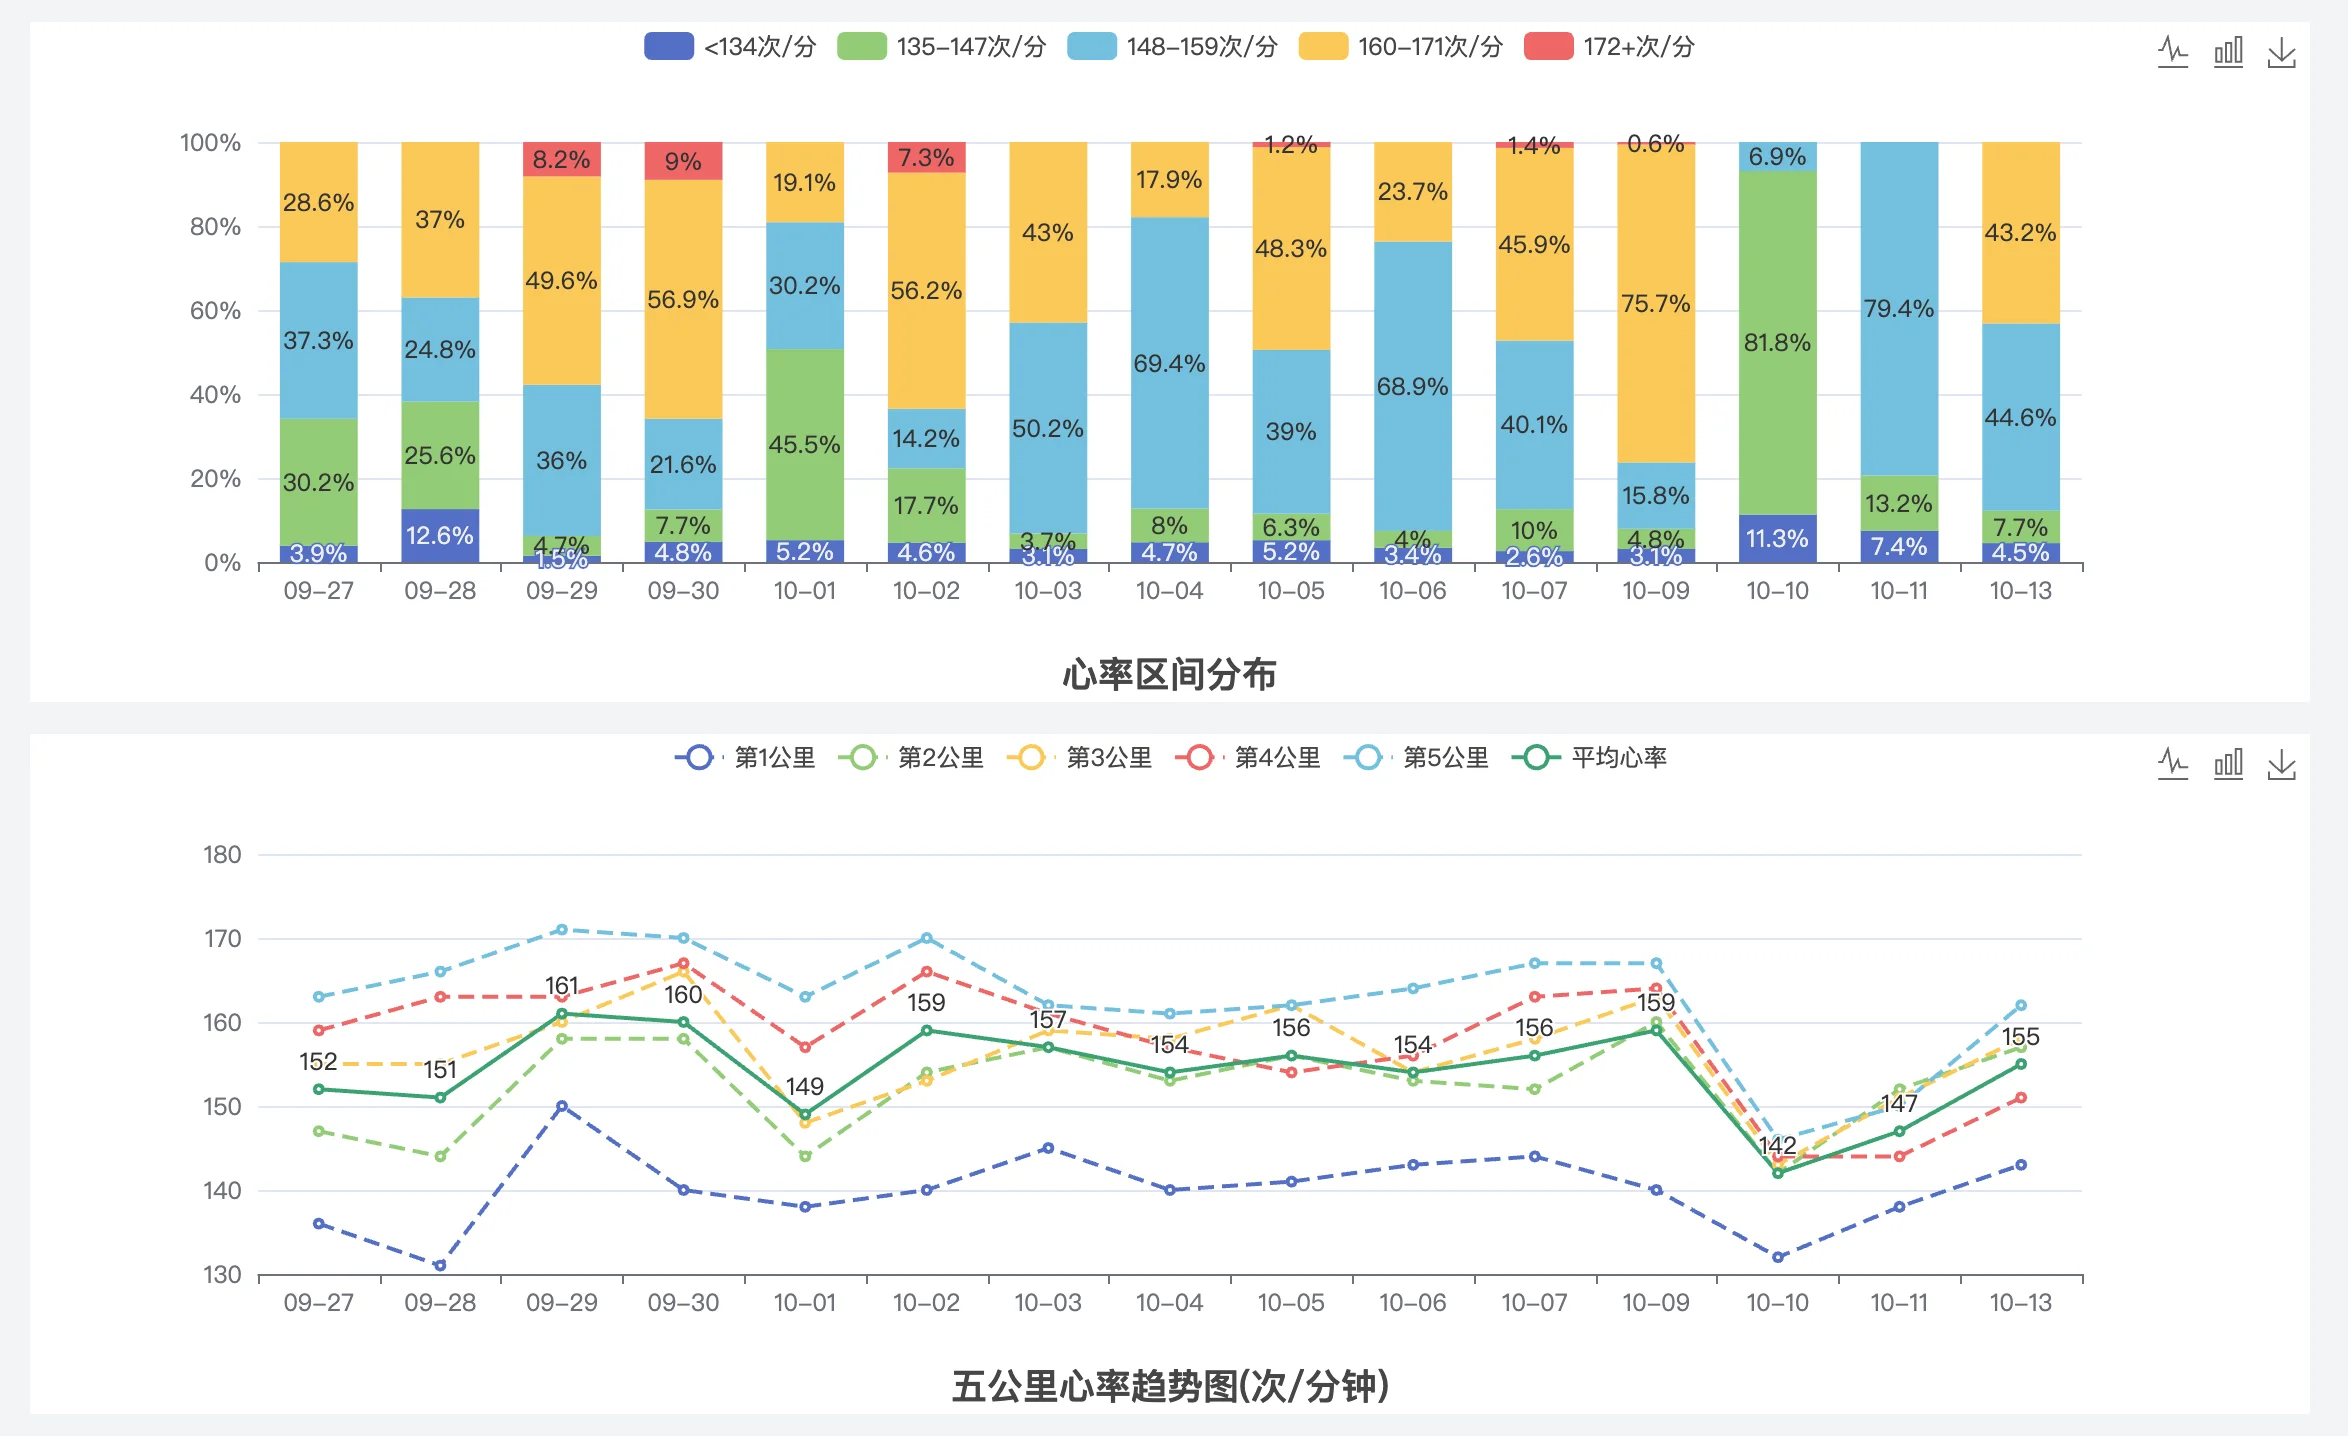 <134次/分 135-147次/分 148-159次/分 160-171次/分 172+次/分
100%
80%
60%
40%
20%
0%
28.6% 37% 8.2% 9% 19.1% 7.3% 43% 17.9% 1.2% 23.7% 1.4% 0.6% 6.9% 79.4% 43.2%
37.3% 24.8% 49.6% 56.9% 30.2% 56.2% 50.2% 69.4% 48.3% 68.9% 45.9% 75.7% 81.8% 13.2% 44.6%
30.2% 25.6% 36% 21.6% 45.5% 14.2% 3.7% 8% 39% 4% 40.1% 15.8% 11.3% 7.4% 7.7%
3.9% 12.6% 4.7% 7.7% 5.2% 17.7% 3.1% 4.7% 6.3% 3.4% 10% 4.8% 4.5%
1.5% 4.8% 4.6% 5.2% 2.6% 3.1%
09-27 09-28 09-29 09-30 10-01 10-02 10-03 10-04 10-05 10-06 10-07 10-09 10-10 10-11 10-13
心率区间分布
第1公里 第2公里 第3公里 第4公里 第5公里 平均心率
180
170
160
150
140
130
152 151 161 160 149 159 157 154 156 154 156 159 142 147 155
09-27 09-28 09-29 09-30 10-01 10-02 10-03 10-04 10-05 10-06 10-07 10-09 10-10 10-11 10-13
五公里心率趋势图(次/分钟)